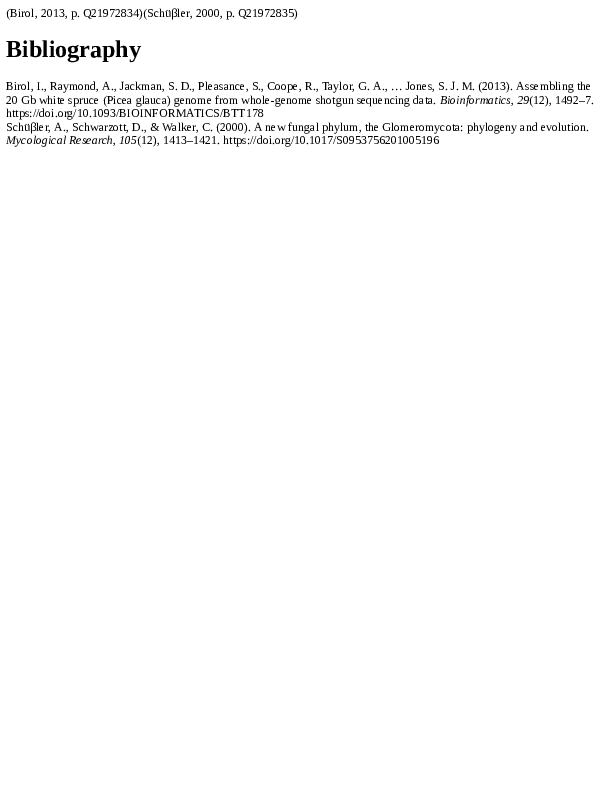 (Birol, 2013, p. Q21972834)(Schüßler, 2000, p. Q21972835)
Bibliography
Birol, I., Raymond, A., Jackman, S. D., Pleasance, S., Coope, R., Taylor, G. A., … Jones, S. J. M. (2013). Assembling the
20 Gb white spruce (Picea glauca) genome from whole-genome shotgun sequencing data. Bioinformatics, 29(12), 1492–7.
https://doi.org/10.1093/BIOINFORMATICS/BTT178
Schüßler, A., Schwarzott, D., & Walker, C. (2000). A new fungal phylum, the Glomeromycota: phylogeny and evolution.
Mycological Research, 105(12), 1413–1421. https://doi.org/10.1017/S0953756201005196